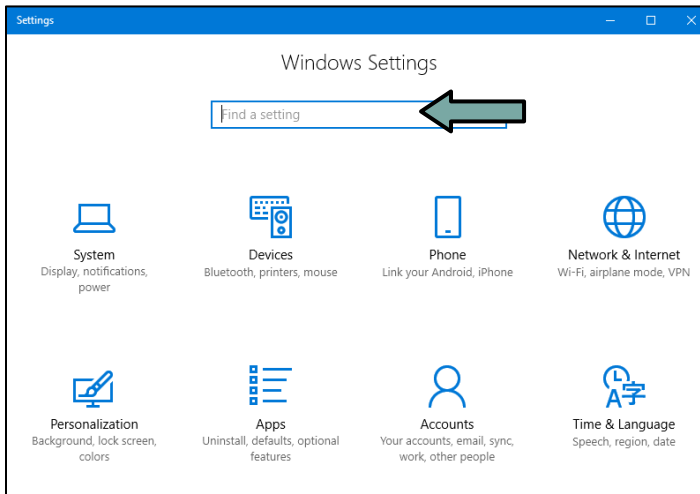 Settings
Windows Settings
Find a setting
System
Display, notifications,
power
Devices
Bluetooth, printers, mouse
Phone
Link your Android, iPhone
Network & Internet
Wi-Fi, airplane mode, VPN
Personalization
Background, lock screen,
colors
Apps
Uninstall, defaults, optional
features
Accounts
Your accounts, email, sync,
work, other people
Time & Language
Speech, region, date